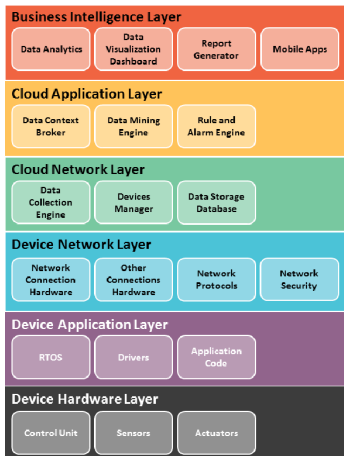 Business Intelligence Layer
Data Analytics
Data
Visualization
Dashboard
Report
Generator
Mobile Apps
Cloud Application Layer
Data Context
Broker
Data Mining
Engine
Rule and
Alarm Engine
Cloud Network Layer
Data
Collection
Engine
Devices
Manager
Data Storage
Database
Device Network Layer
Network
Connection
Hardware
Other
Connections
Hardware
Network
Protocols
Network
Security
Device Application Layer
RTOS
Drivers
Application
Code
Device Hardware Layer
Control Unit
Sensors
Actuators